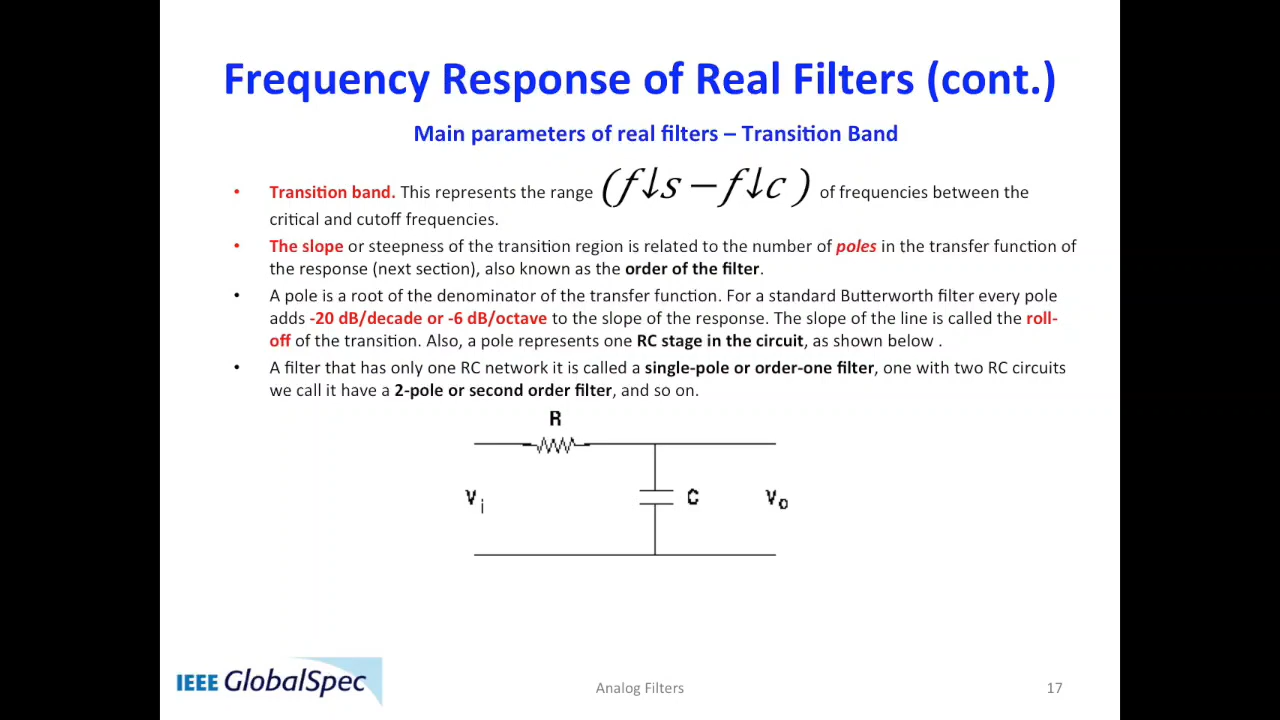 Frequency Response of Real Filters (cont.)
Main parameters of real filters – Transition Band
• Transition band. This represents the range (f↓s − f↓c ) of frequencies between the
critical and cutoff frequencies.
• The slope or steepness of the transition region is related to the number of poles in the transfer function of
the response (next section), also known as the order of the filter.
• A pole is a root of the denominator of the transfer function. For a standard Butterworth filter every pole
adds -20 dB/decade or -6 dB/octave to the slope of the response. The slope of the line is called the roll-
off of the transition. Also, a pole represents one RC stage in the circuit, as shown below .
• A filter that has only one RC network it is called a single-pole or order-one filter, one with two RC circuits
we call it have a 2-pole or second order filter, and so on.
R
Vi
C
Vo
IEEE GlobalSpec
Analog Filters
17